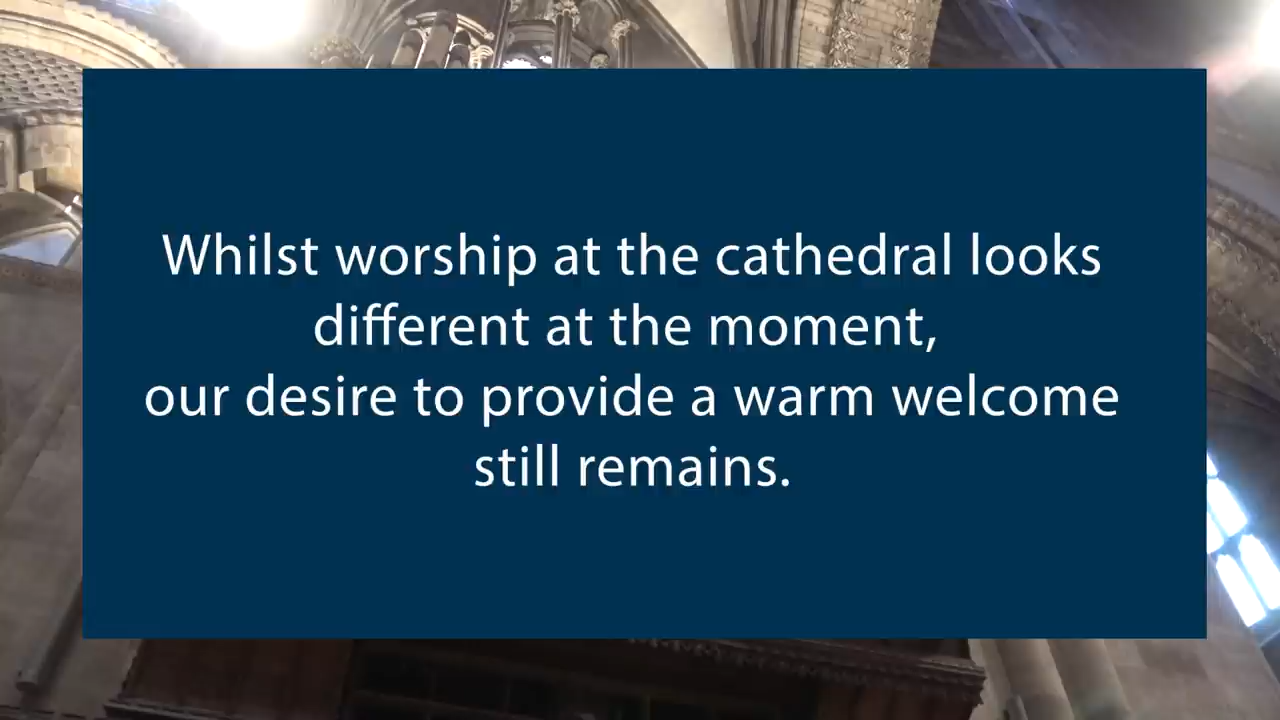 Whilst worship at the cathedral looks
different at the moment,
our desire to provide a warm welcome
still remains.